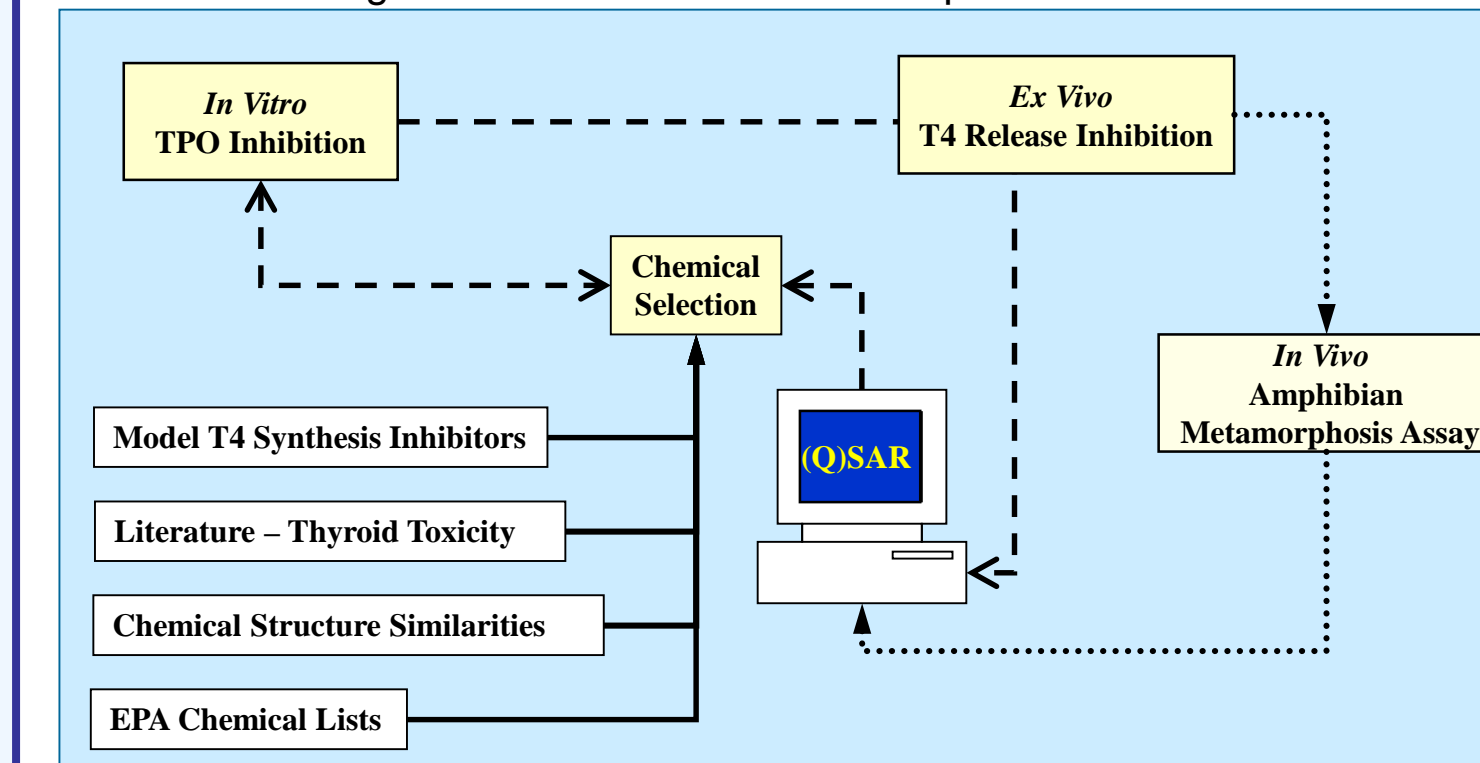 In Vitro
TPO Inhibition
Ex Vivo
T4 Release Inhibition
Chemical
Selection
In Vivo
Amphibian
Metamorphosis Assay
(Q)SAR
Model T4 Synthesis Inhibitors
Literature – Thyroid Toxicity
Chemical Structure Similarities
EPA Chemical Lists